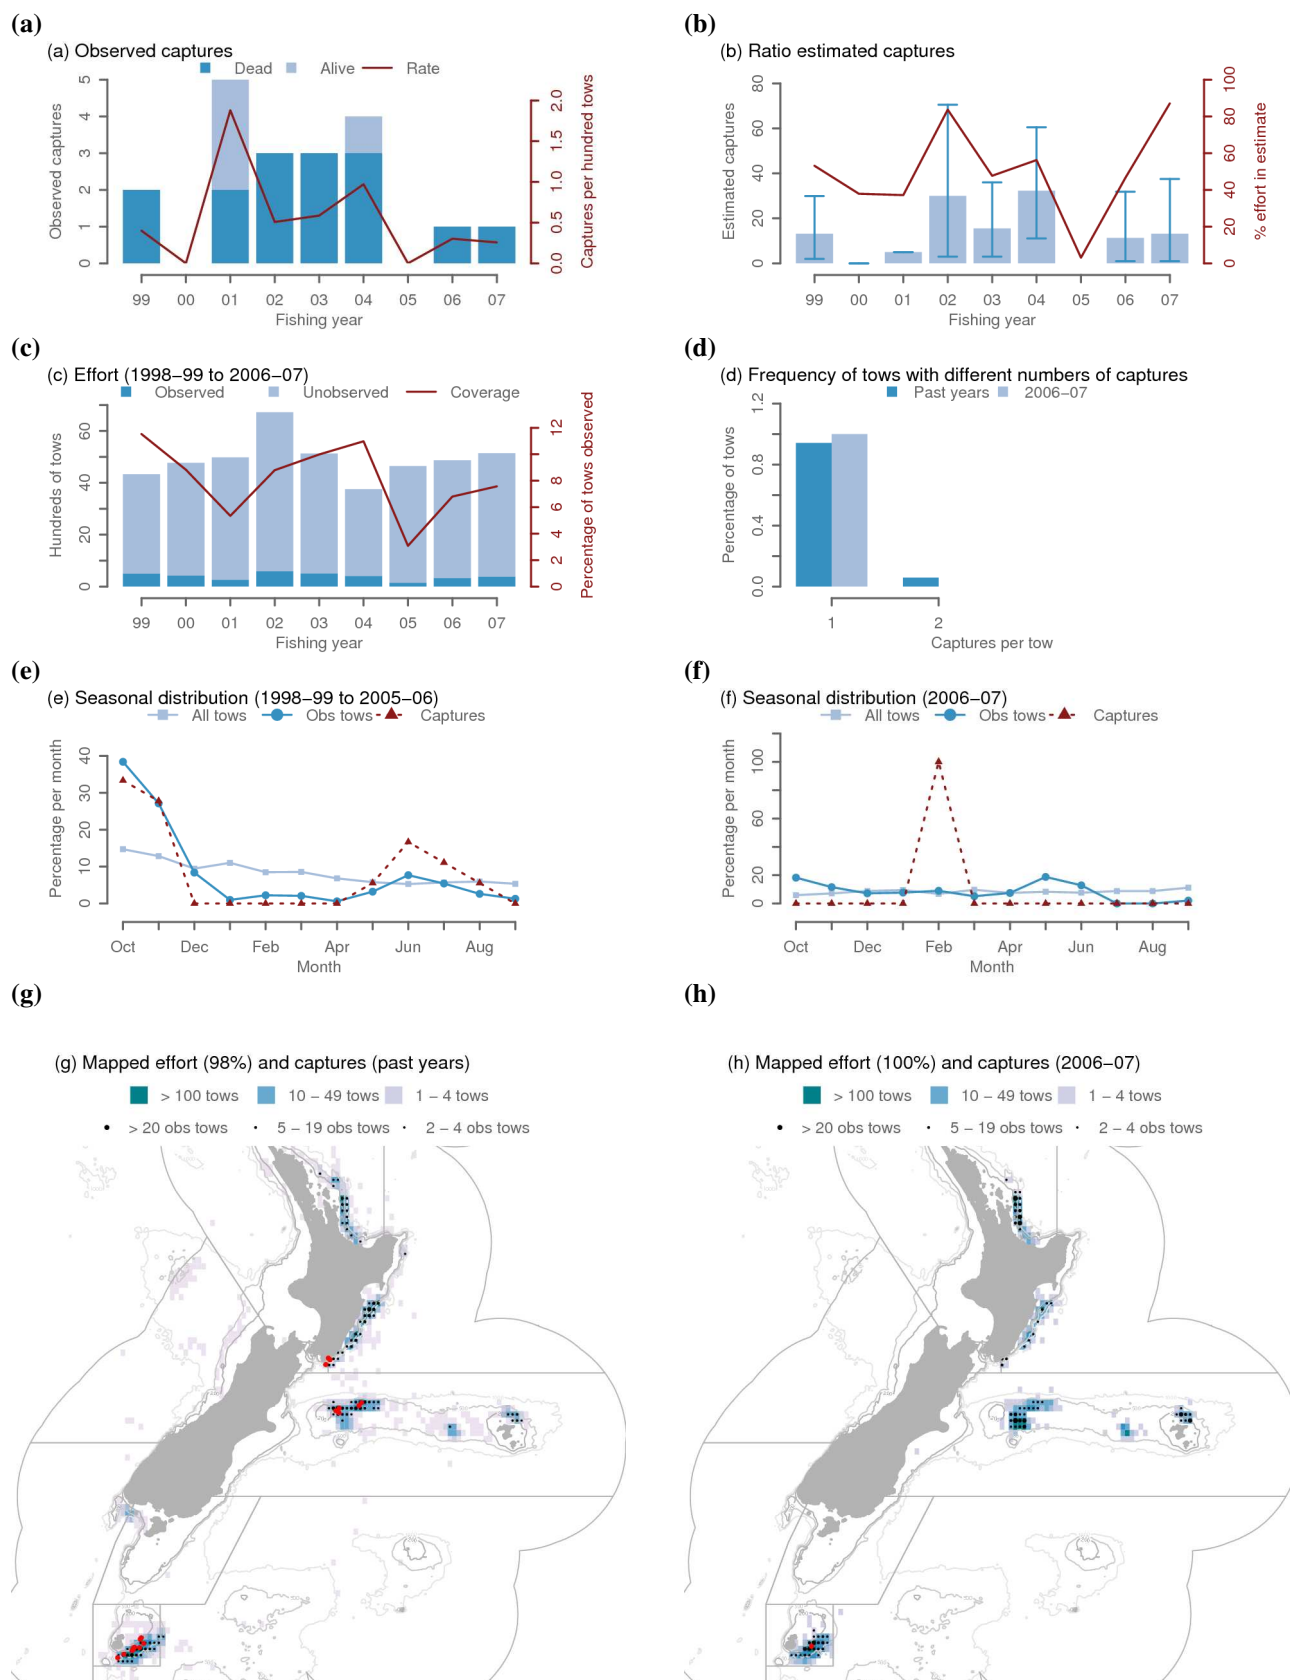 (a)
(a) Observed captures
Dead Alive Rate
Observed captures
0 1 2 3 4 5
Captures per hundred tows
0.0 0.5 1.0 1.5 2.0
99 00 01 02 03 04 05 06 07
Fishing year
(b)
(b) Ratio estimated captures
Estimated captures
0 20 40 60 80
% effort in estimate
0 20 40 60 80 100
99 00 01 02 03 04 05 06 07
Fishing year
(c)
(c) Effort (1998–99 to 2006–07)
Observed Unobserved Coverage
Hundreds of tows
0 20 40 60
Percentage of tows observed
0 2 4 6 8 12
99 00 01 02 03 04 05 06 07
Fishing year
(d)
(d) Frequency of tows with different numbers of captures
Past years 2006–07
Percentage of tows
0.0 0.4 0.8 1.2
1 2
Captures per tow
(e)
(e) Seasonal distribution (1998–99 to 2005–06)
All tows Obs tows Captures
Percentage per month
0 10 20 30 40
Oct Dec Feb Apr Jun Aug
Month
(f)
(f) Seasonal distribution (2006–07)
All tows Obs tows Captures
Percentage per month
0 20 60 100
Oct Dec Feb Apr Jun Aug
Month
(g)
(g) Mapped effort (98%) and captures (past years)
> 100 tows 10 – 49 tows 1 – 4 tows
> 20 obs tows 5 – 19 obs tows 2 – 4 obs tows
(h)
(h) Mapped effort (100%) and captures (2006–07)
> 100 tows 10 – 49 tows 1 – 4 tows
> 20 obs tows 5 – 19 obs tows 2 – 4 obs tows